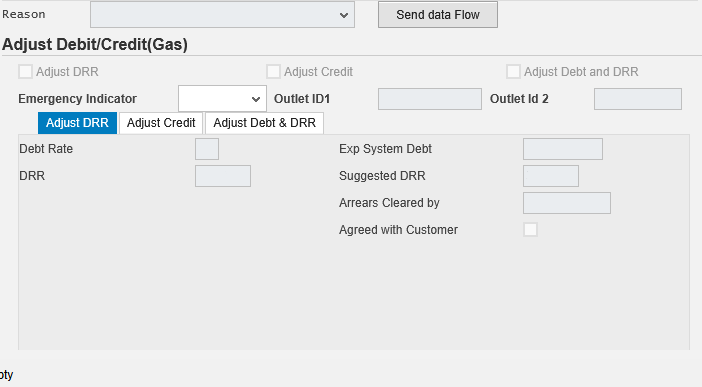 Reason Send data Flow
Adjust Debit/Credit(Gas)
Adjust DRR Adjust Credit Adjust Debt and DRR
Emergency Indicator Outlet ID1 Outlet Id 2
Adjust DRR Adjust Credit Adjust Debt & DRR
Debt Rate Exp System Debt
DRR Suggested DRR
Arrears Cleared by
Agreed with Customer